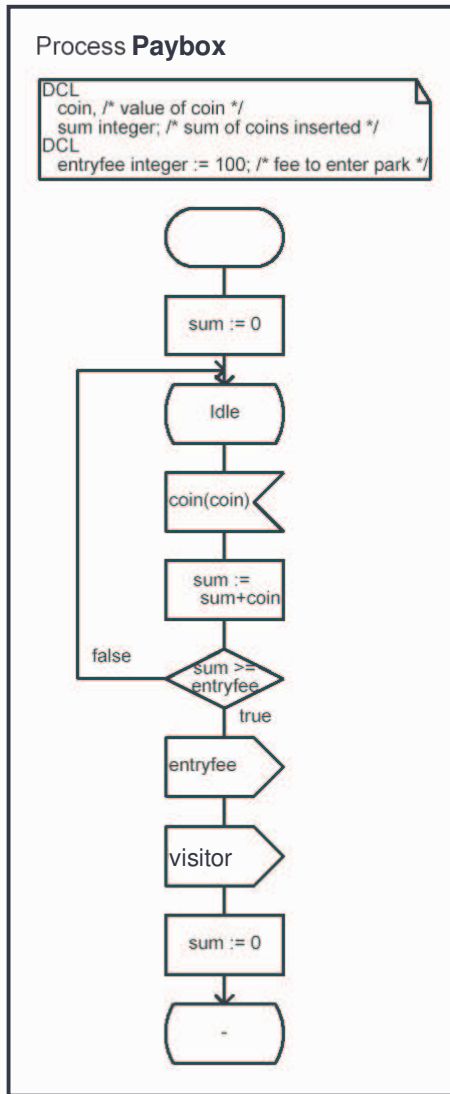 Process Paybox
DCL
coin, /* value of coin */
sum integer; /* sum of coins inserted */
DCL
entryfee integer := 100; /* fee to enter park */
sum := 0
Idle
coin(coin)
sum :=
sum+coin
false
sum >=
entryfee
true
entryfee
visitor
sum := 0
-